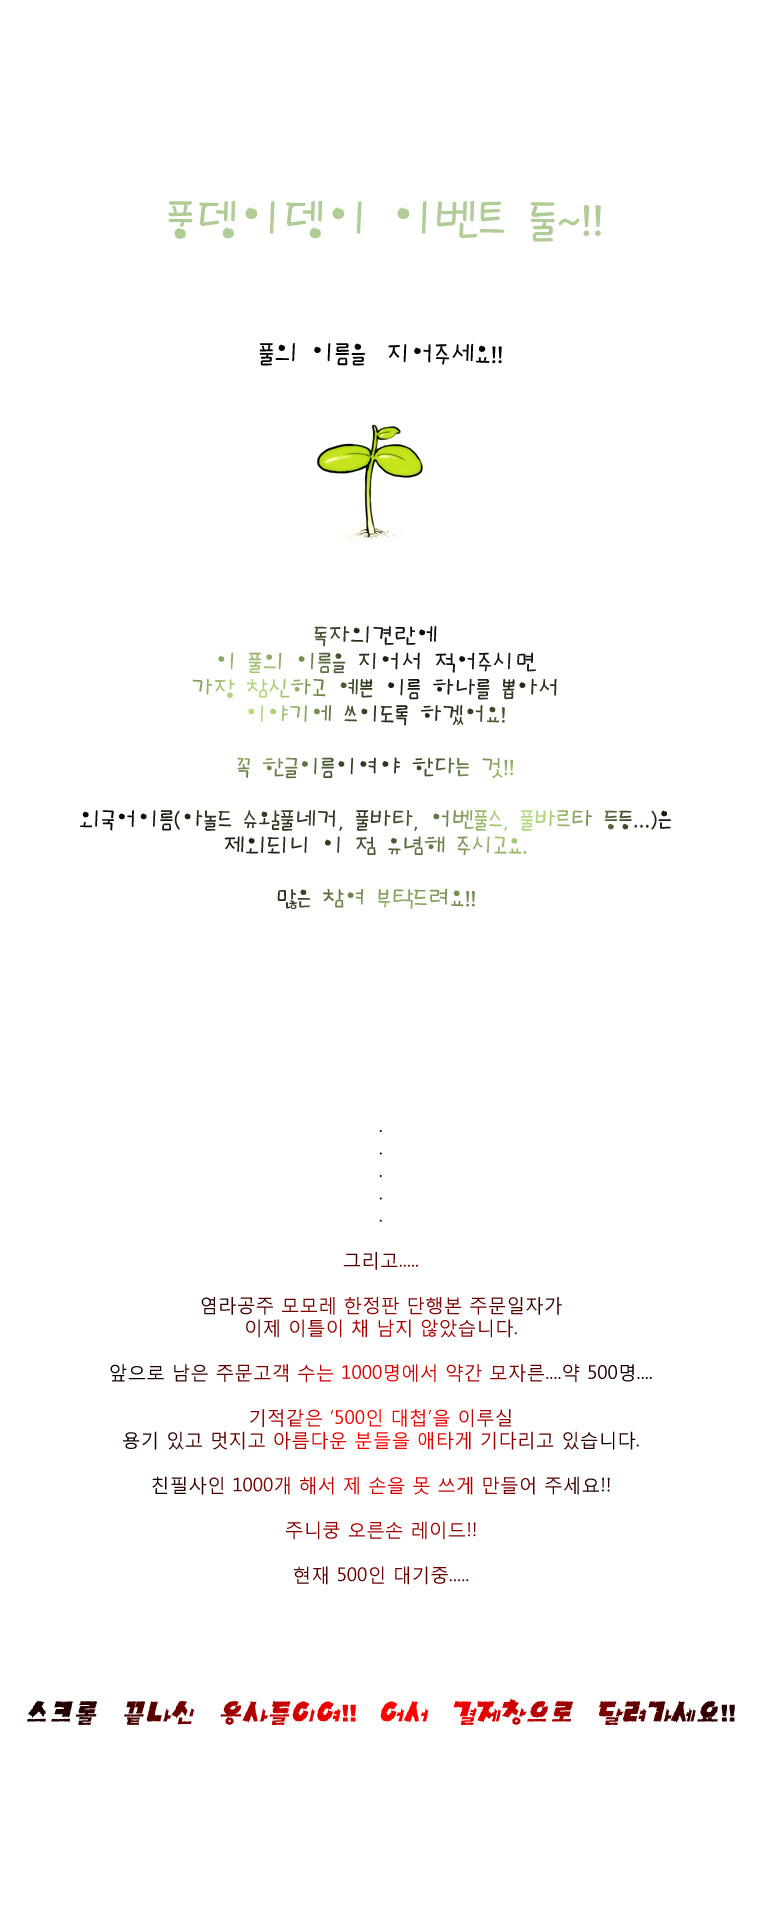 풍뎅이뎅이 이벤트 둘~!!
풀의 이름을 지어주세요!!
독자의견란에
이 풀의 이름을 지어서 적어주시면
가장 참신하고 예쁜 이름 하나를 뽑아서
이야기에 쓰이도록 하겠어요!
꼭 한글이름이여야 한다는 것!!
외국어이름(아놀드 슈왈풀네거, 풀바타, 어벤풀스, 풀바르타 등등...)은
제외되니 이 점 유념해 주시고요.
많은 참여 부탁드려요!!
.
.
.
.
.
그리고.....
염라공주 모모레 한정판 단행본 주문일자가
이제 이틀이 채 남지 않았습니다.
앞으로 남은 주문고객 수는 1000명에서 약간 모자른....약 500명....
기적같은 '500인 대첩'을 이루실
용기 있고 멋지고 아름다운 분들을 애타게 기다리고 있습니다.
친필사인 1000개 해서 제 손을 못 쓰게 만들어 주세요!!
주니쿵 오른손 레이드!!
현재 500인 대기중.....
스크롤 끝나신 용사들이여!! 어서 결제창으로 달려가세요!!